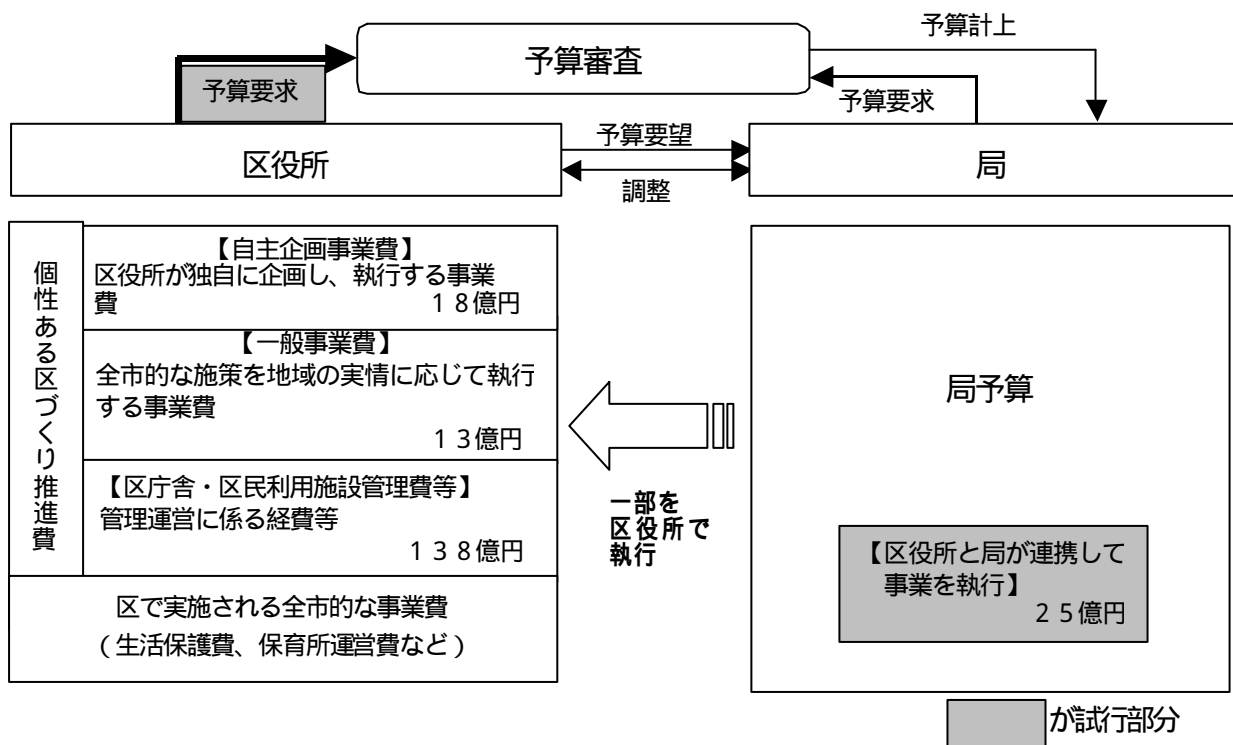 予算計上
予算審査
予算要求
予算要求
区役所
予算要望
調整
局
個性ある区づくり推進費
【自主企画事業費】
区役所が独自に企画し、執行する事業
費
18億円
【一般事業費】
全市的な施策を地域の実情に応じて執行
する事業費
13億円
【区庁舎・区民利用施設管理費等】
管理運営に係る経費等
138億円
区で実施される全市的な事業費
(生活保護費、保育所運営費など)
一部を
区役所で
執行
局予算
【区役所と局が連携して
事業を執行】
25億円
が試行部分